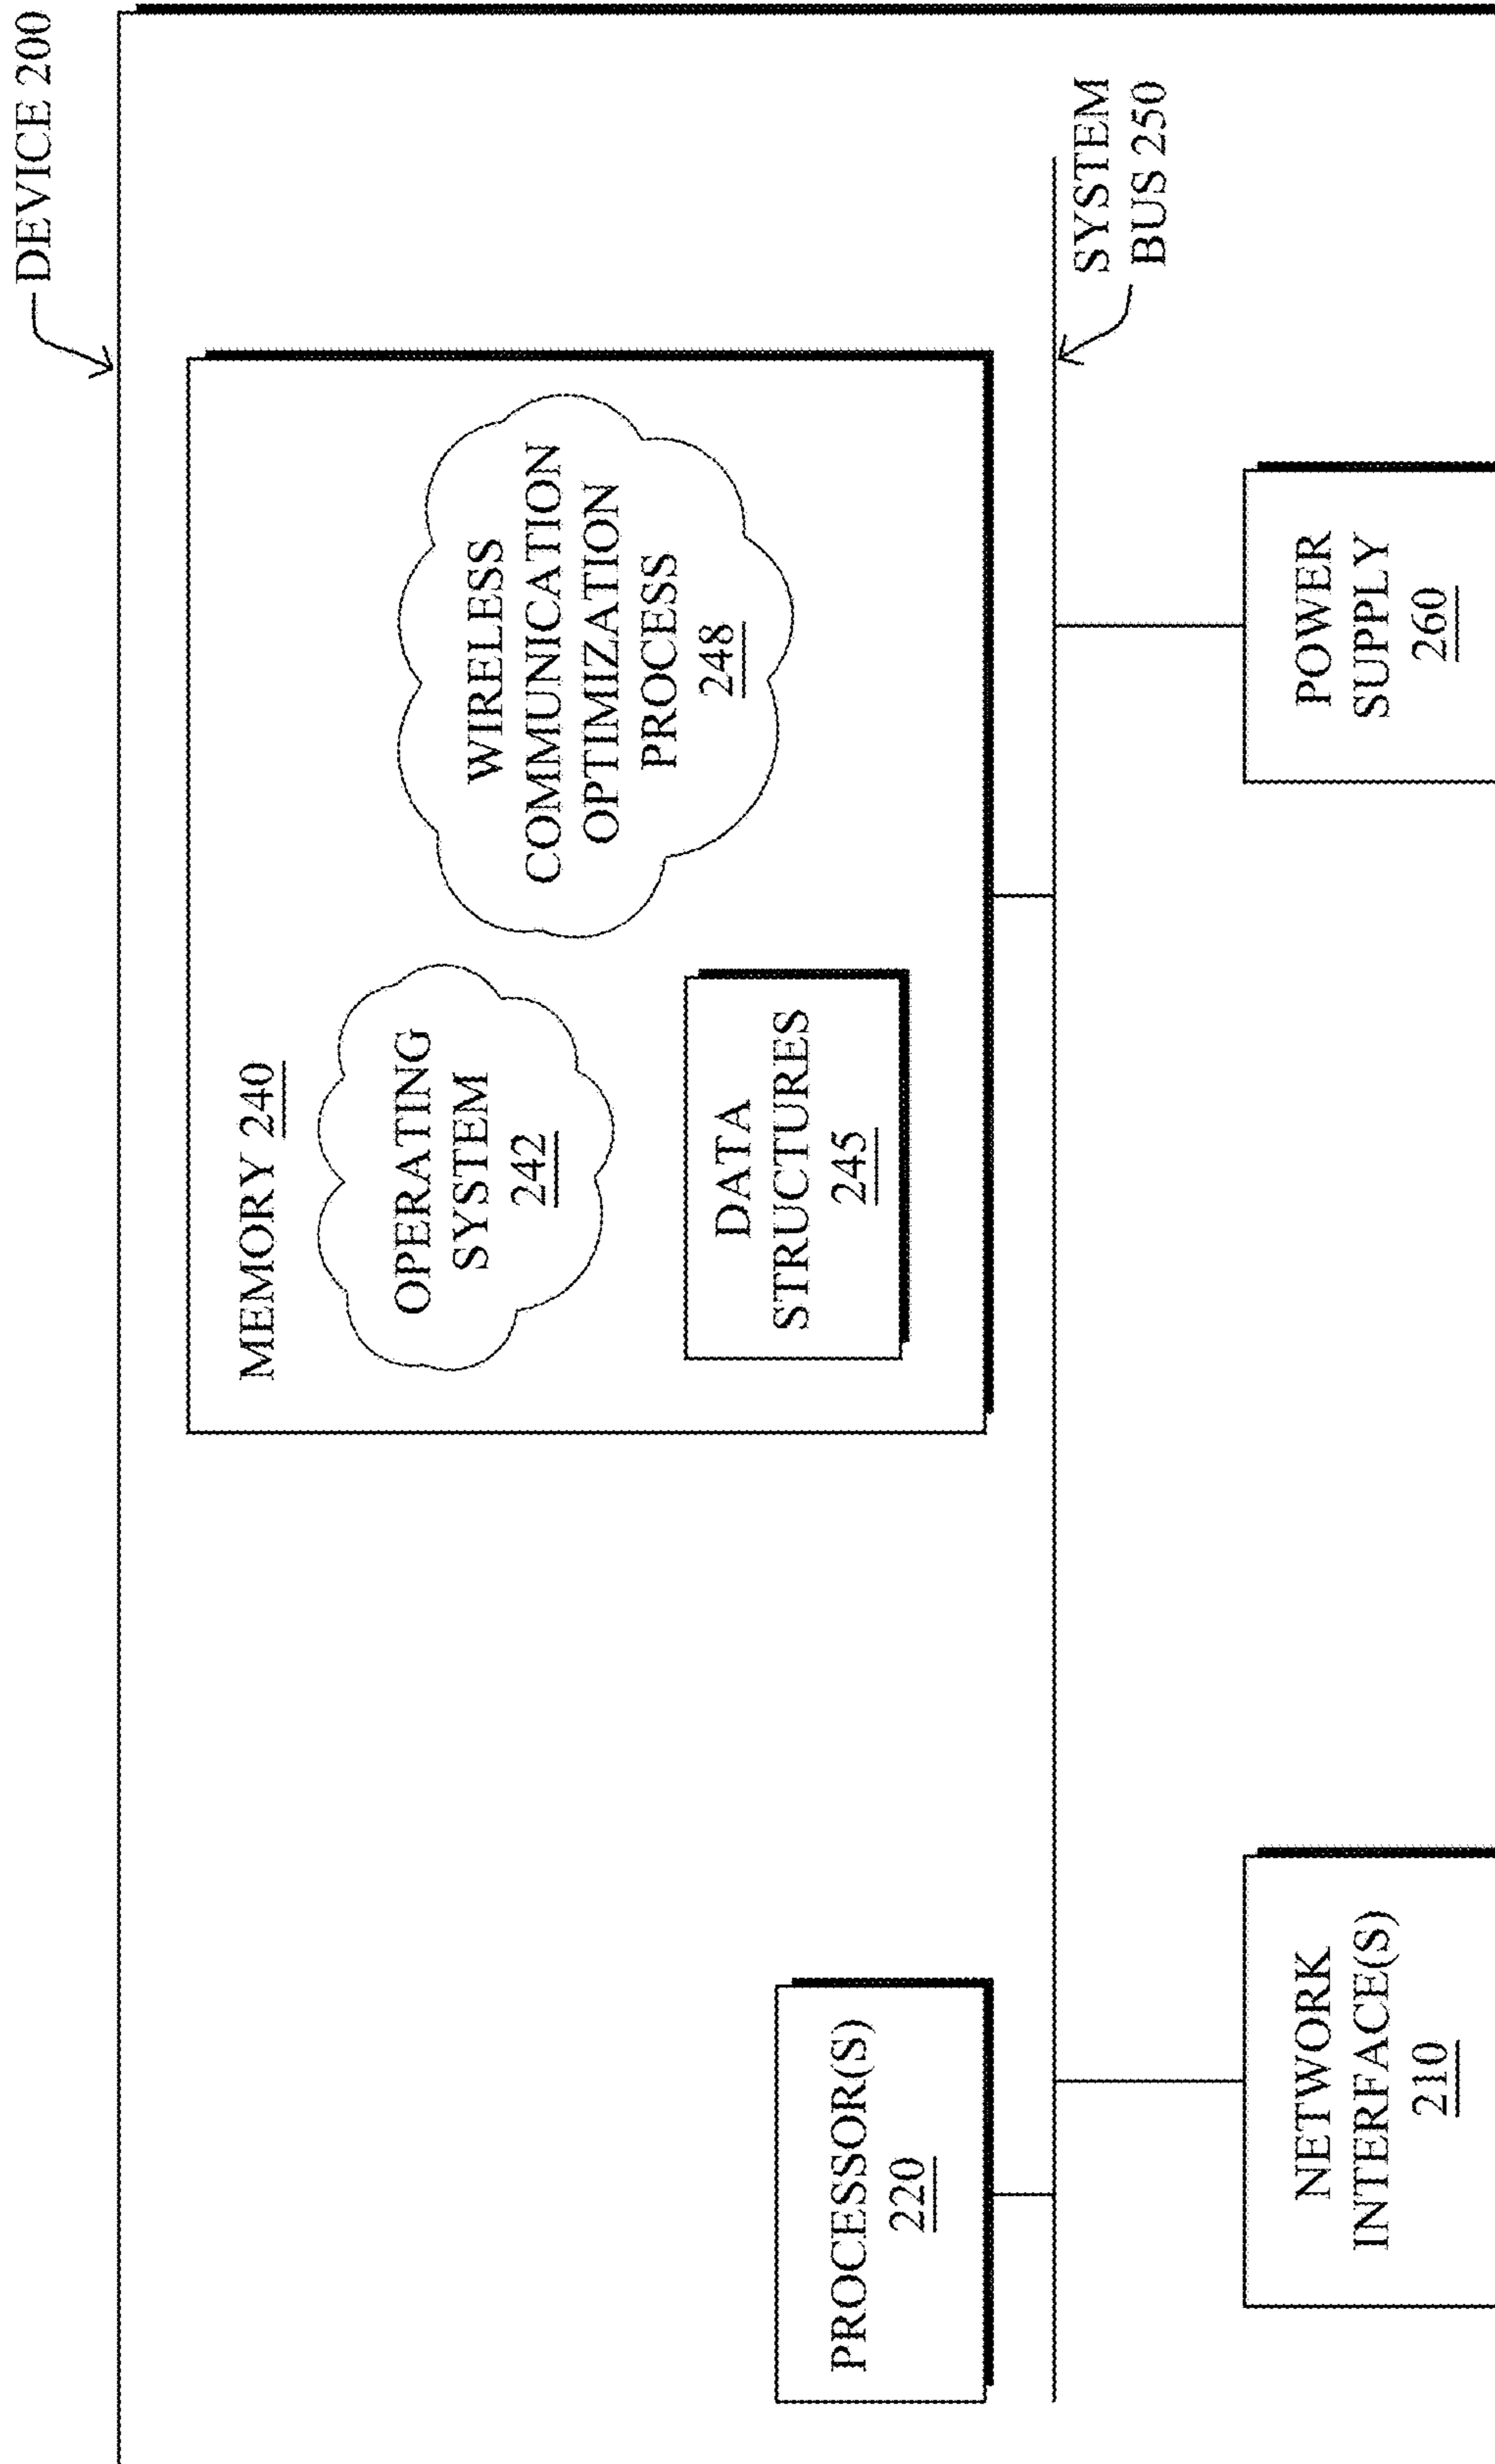 DEVICE 200
MEMORY 240
OPERATING
SYSTEM
242
DATA
STRUCTURES
245
WIRELESS
COMMUNICATION
OPTIMIZATION
PROCESS
248
PROCESSOR(S)
220
SYSTEM
BUS 250
NETWORK
INTERFACE(S)
210
POWER
SUPPLY
260